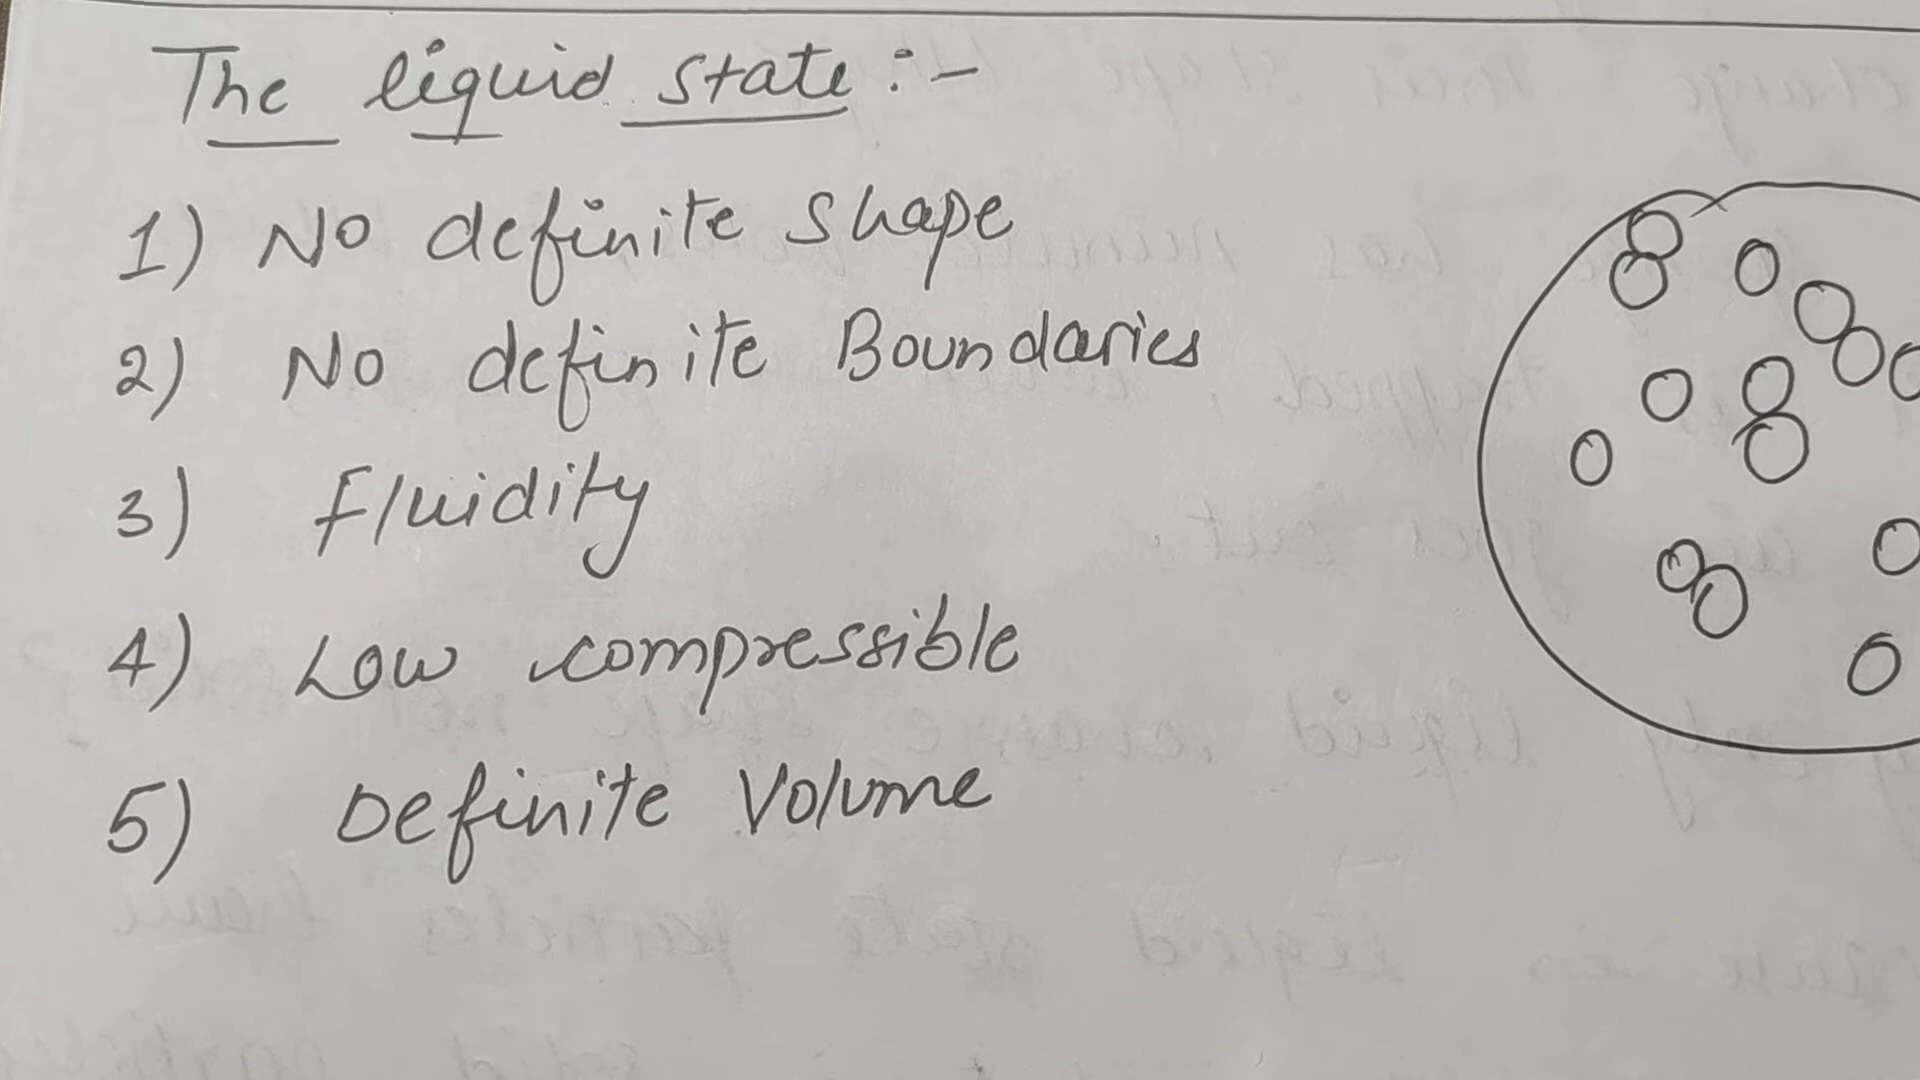 The liquid state :-
1) No definite shape
2) No definite Boundaries
3) Fluidity
4) Low compressible
5) Definite Volume